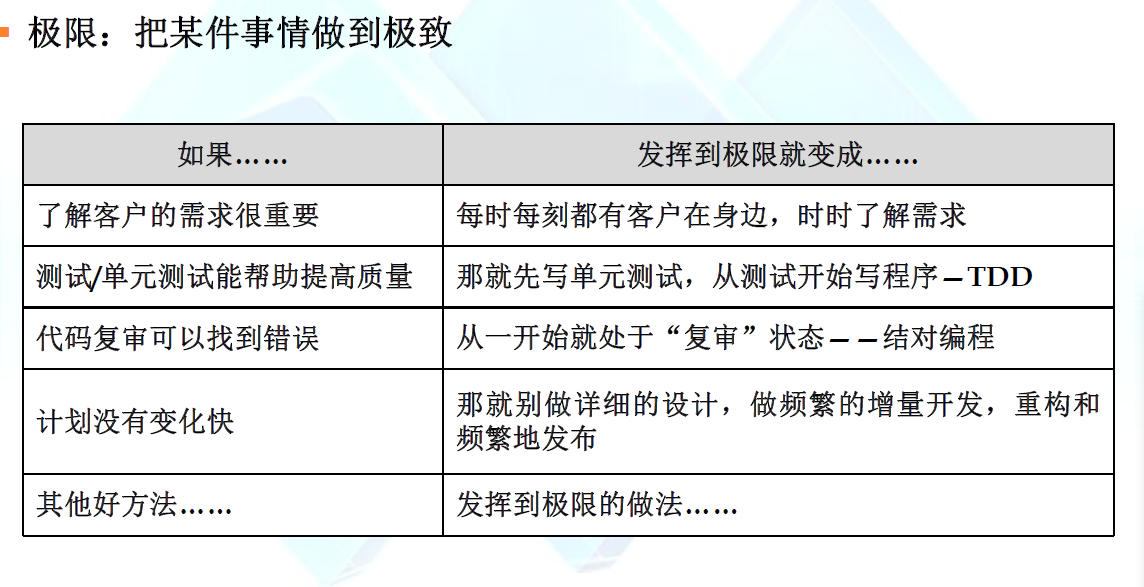 极限：把某件事情做到极致
如果……
发挥到极限就变成……
了解客户的需求很重要
每时每刻都有客户在身边，时时了解需求
测试/单元测试能帮助提高质量
那就先写单元测试，从测试开始写程序—TDD
代码复审可以找到错误
从一开始就处于“复审”状态——结对编程
计划没有变化快
那就别做详细的设计，做频繁的增量开发，重构和
频繁地发布
其他好方法……
发挥到极限的做法……